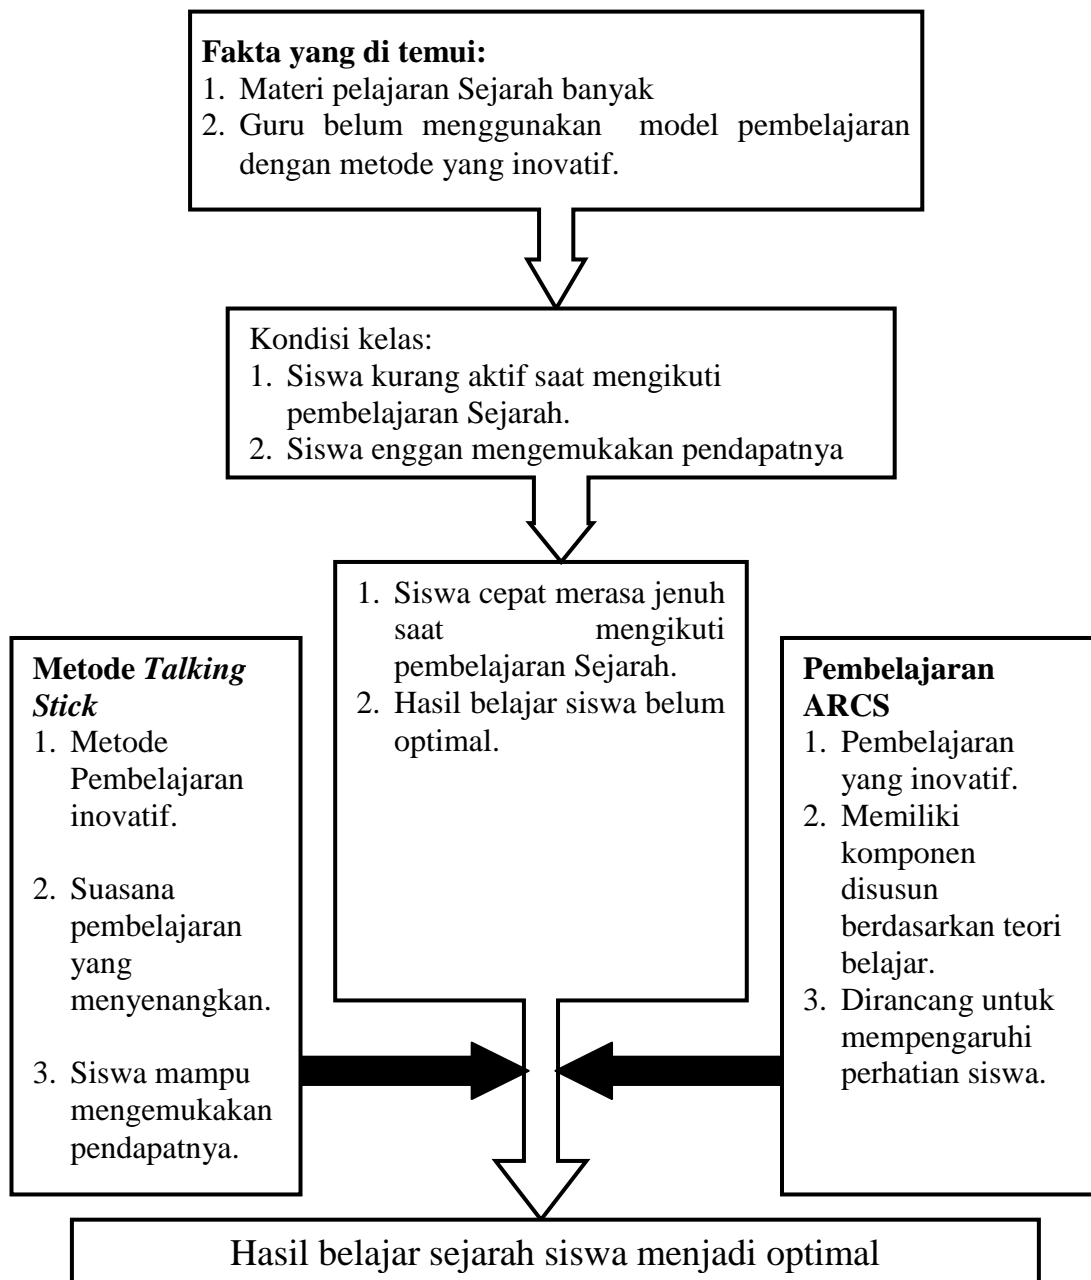 Fakta yang di temui:
1. Materi pelajaran Sejarah banyak
2. Guru belum menggunakan model pembelajaran
dengan metode yang inovatif.
Kondisi kelas:
1. Siswa kurang aktif saat mengikuti
pembelajaran Sejarah.
2. Siswa enggan mengemukakan pendapatnya
1. Siswa cepat merasa jenuh
saat mengikuti
pembelajaran Sejarah.
2. Hasil belajar siswa belum
optimal.
Metode Talking
Stick
1. Metode
Pembelajaran
inovatif.
2. Suasana
pembelajaran
yang
menyenangkan.
3. Siswa mampu
mengemukakan
pendapatnya.
Pembelajaran
ARCS
1. Pembelajaran
yang inovatif.
2. Memiliki
komponen
disusun
berdasarkan teori
belajar.
3. Dirancang untuk
mempengaruhi
perhatian siswa.
Hasil belajar sejarah siswa menjadi optimal